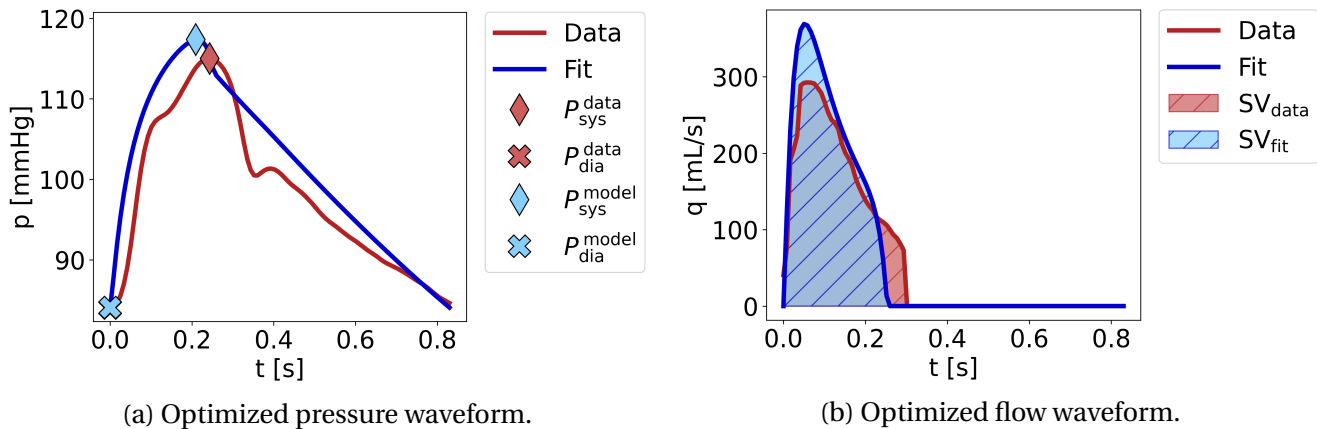 120
110
100
90
p [mmHg]
0.0 0.2 0.4 0.6 0.8
t [s]
Data
Fit
P_sys^data
P_dia^data
P_sys^model
P_dia^model
(a) Optimized pressure waveform.
300
200
100
0
q [mL/s]
0.0 0.2 0.4 0.6 0.8
t [s]
Data
Fit
SV_data
SV_fit
(b) Optimized flow waveform.